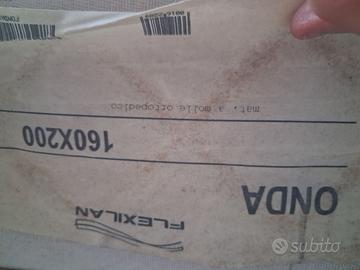 FLEXILAN
ONDA
160X200
mat. a molle ortopedico
subito